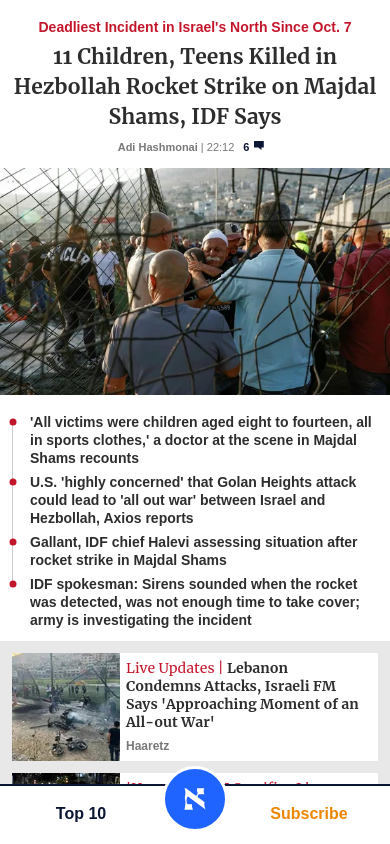 Deadliest Incident in Israel's North Since Oct. 7
11 Children, Teens Killed in
Hezbollah Rocket Strike on Majdal
Shams, IDF Says
Adi Hashmonai | 22:12 6
'All victims were children aged eight to fourteen, all
in sports clothes,' a doctor at the scene in Majdal
Shams recounts
U.S. 'highly concerned' that Golan Heights attack
could lead to 'all out war' between Israel and
Hezbollah, Axios reports
Gallant, IDF chief Halevi assessing situation after
rocket strike in Majdal Shams
IDF spokesman: Sirens sounded when the rocket
was detected, was not enough time to take cover;
army is investigating the incident
Live Updates | Lebanon
Condemns Attacks, Israeli FM
Says 'Approaching Moment of an
All-out War'
Haaretz
Top 10
Subscribe